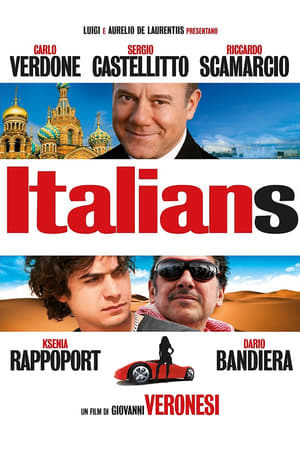 LUIGI E AURELIO DE LAURENTIIS PRESENTANO
CARLO VERDONE
SERGIO CASTELLITTO
RICCARDO SCAMARCIO
Italians
KSENIA RAPPOPORT
DARIO BANDIERA
UN FILM DI GIOVANNI VERONESI